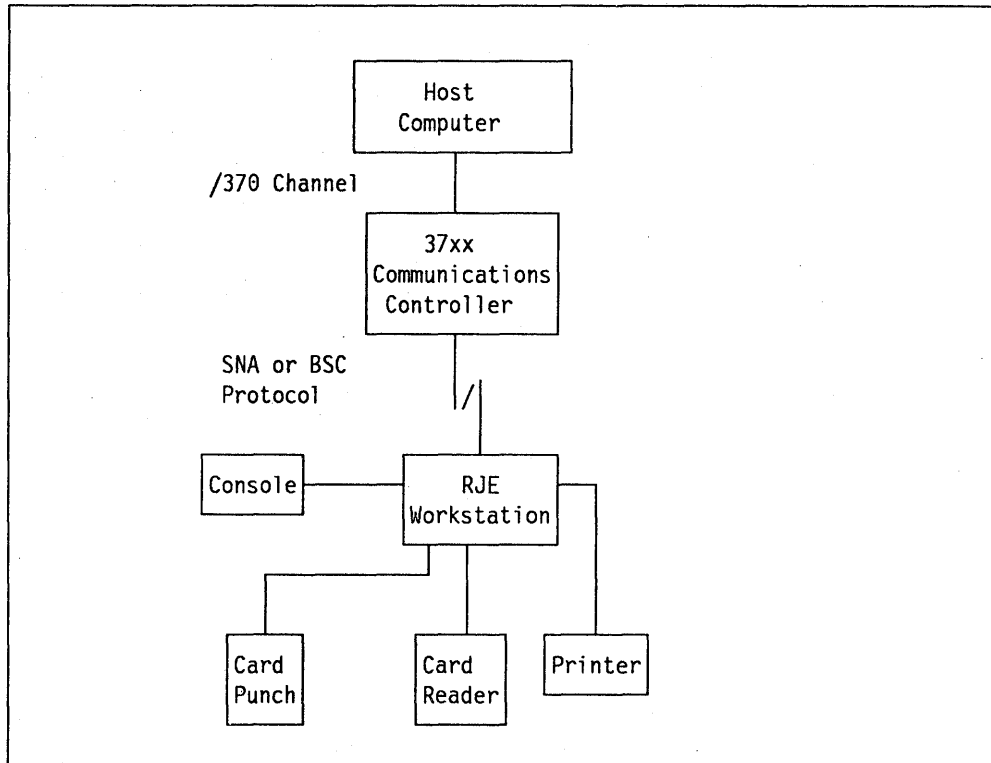 Host
Computer
/370 Channel
37xx
Communications
Controller
SNA or BSC
Protocol
Console
RJE
Workstation
Card
Punch
Card
Reader
Printer